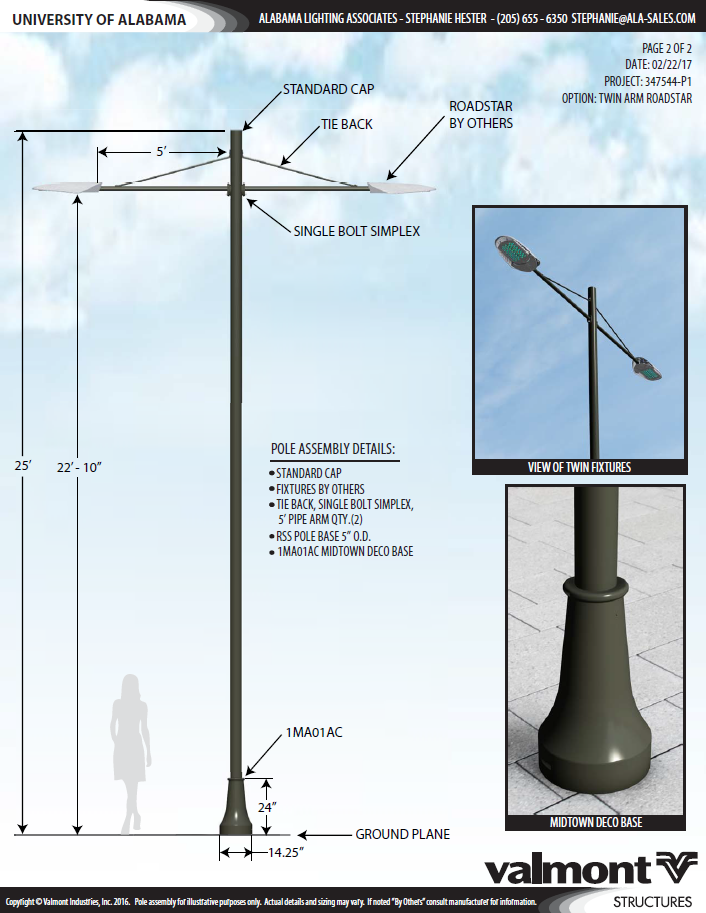 UNIVERSITY OF ALABAMA
ALABAMA LIGHTING ASSOCIATES - STEPHANIE HESTER - (205) 655 - 6350 STEPHANIE@ALA-SALES.COM
PAGE 2 OF 2
DATE: 02/22/17
PROJECT: 347544-P1
OPTION: TWIN ARM ROADSTAR
STANDARD CAP
TIE BACK
ROADSTAR
BY OTHERS
5'
SINGLE BOLT SIMPLEX
VIEW OF TWIN FIXTURES
25'
22' - 10"
POLE ASSEMBLY DETAILS:
• STANDARD CAP
• FIXTURES BY OTHERS
• TIE BACK, SINGLE BOLT SIMPLEX,
5' PIPE ARM QTY.(2)
• RSS POLE BASE 5" O.D.
• 1MA01AC MIDTOWN DECO BASE
1MA01AC
24"
GROUND PLANE
14.25"
MIDTOWN DECO BASE
valmont
STRUCTURES
Copyright © Valmont Industries, Inc. 2016. Pole assembly for illustrative purposes only. Actual details and sizing may vary. If noted "By Others" consult manufacturer for information.